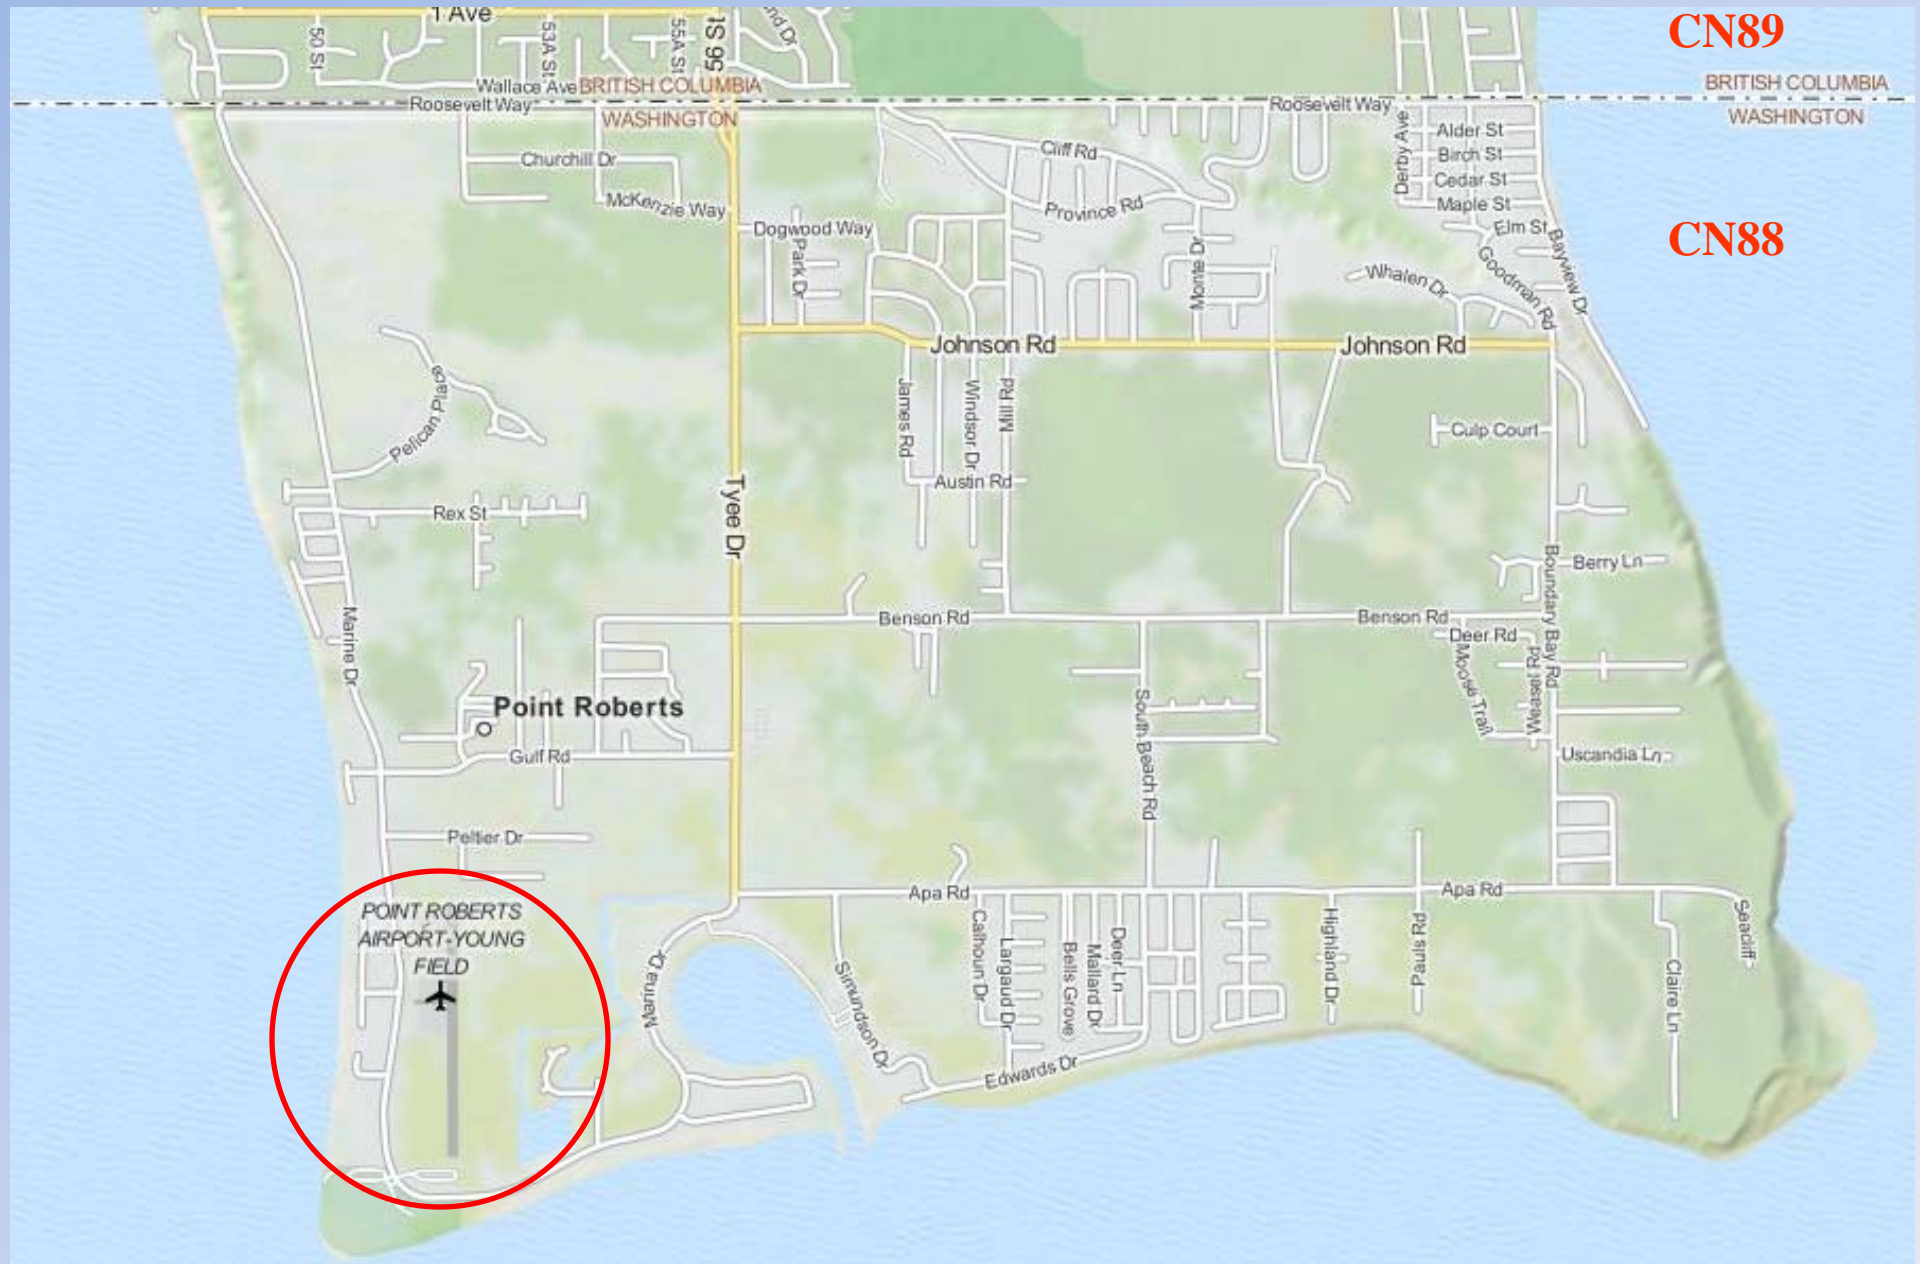 1 Ave
50 St
53A St
55A St
56 St
nd Dr
CN89
Wallace Ave
BRITISH COLUMBIA
BRITISH COLUMBIA
Roosevelt Way
Roosevelt Way
WASHINGTON
WASHINGTON
Derby Ave
Alder St
Churchill Dr
Cliff Rd
Birch St
Cedar St
McKenzie Way
Province Rd
Maple St
Dogwood Way
Elm St
CN88
Park Dr
Monte Dr
Whalen Dr
Goodman Rd
Bayview Dr
Johnson Rd
Johnson Rd
Pelican Place
James Rd
Windsor Dr
Mill Rd
Culp Court
Austin Rd
Rex St
Tyee Dr
Berry Ln
Marine Dr
Benson Rd
Benson Rd
Boundary Bay Rd
Deer Rd
Moose Trail
Weasel Rd
Point Roberts
South Beach Rd
Gulf Rd
Uscandia Ln
Peltier Dr
Apa Rd
Apa Rd
POINT ROBERTS
AIRPORT-YOUNG
FIELD
Marina Dr
Simundson Dr
Calhoun Dr
Largaud Dr
Bells Grove
Mallard Dr
Deer Ln
Highland Dr
Pauls Rd
Claire Ln
Seacliff
Edwards Dr